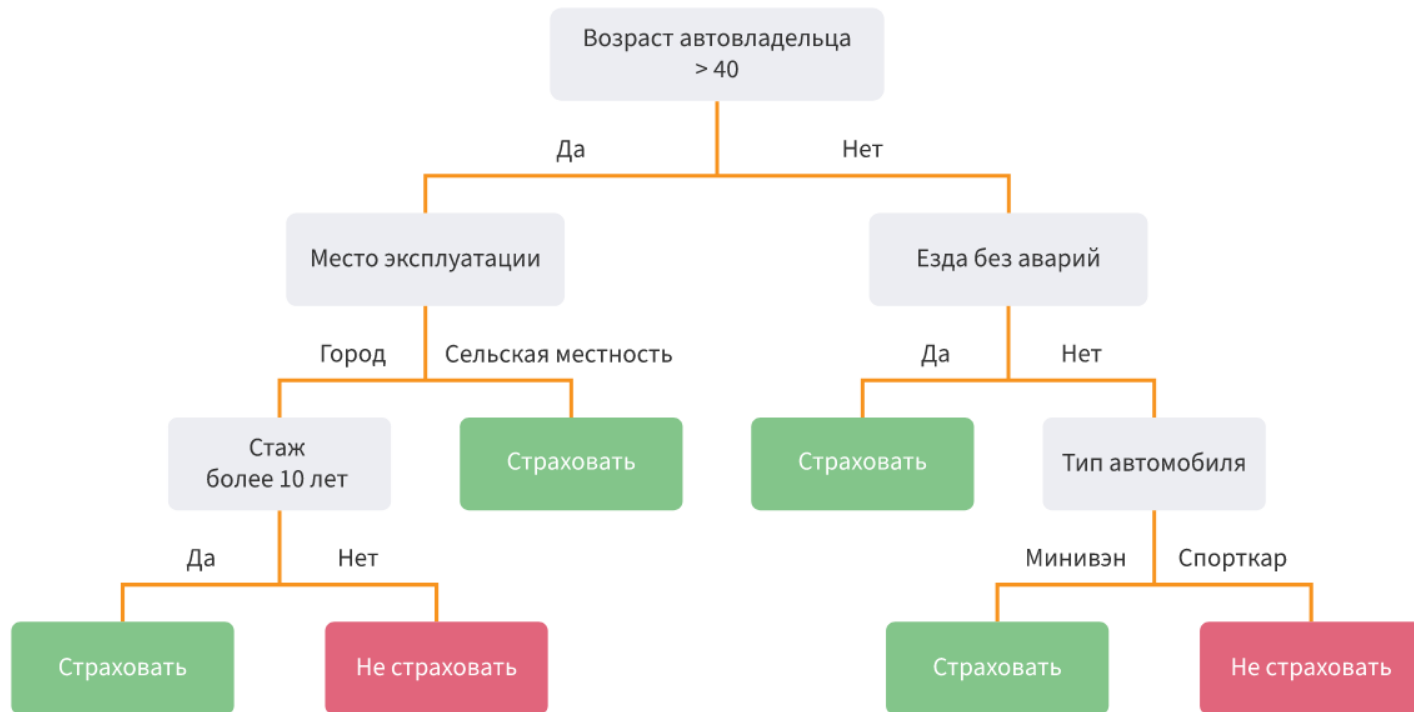 Возраст автовладельца
> 40
Да
Нет
Место эксплуатации
Езда без аварий
Город
Сельская местность
Да
Нет
Стаж
более 10 лет
Страховать
Страховать
Тип автомобиля
Да
Нет
Минивэн
Спорткар
Страховать
Не страховать
Страховать
Не страховать